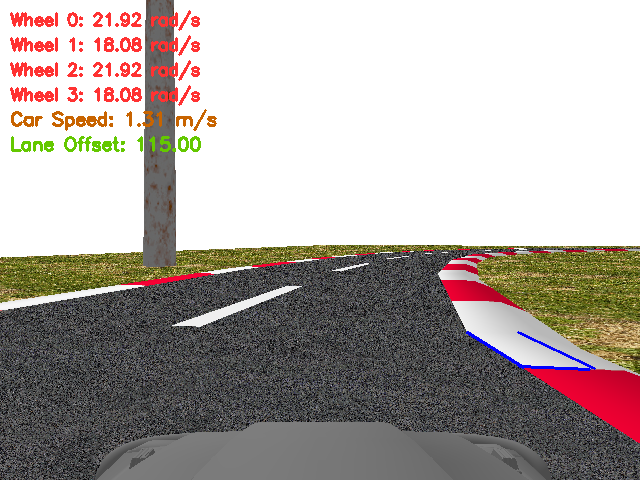 Wheel 0: 21.92 rad/s
Wheel 1: 18.08 rad/s
Wheel 2: 21.92 rad/s
Wheel 3: 18.08 rad/s
Car Speed: 1.31 m/s
Lane Offset: 115.00